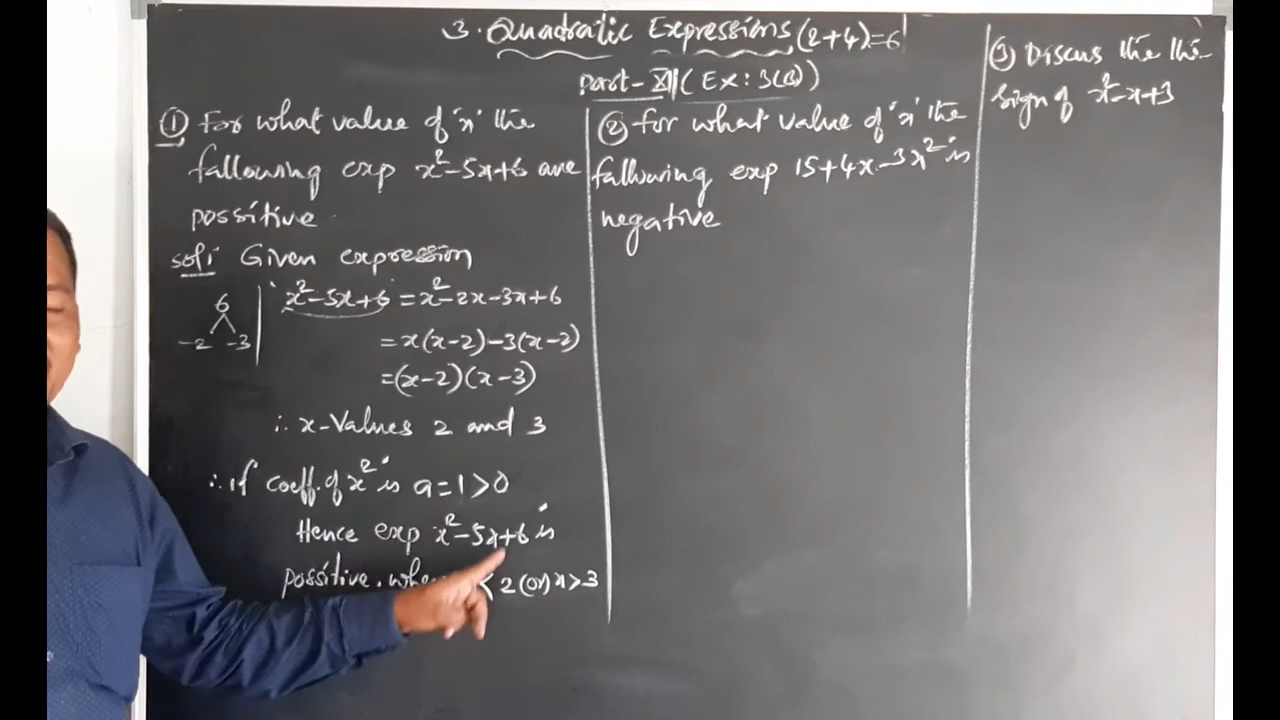 3. Quadratic Expressions (2+4)=6
Part-II (Ex: 3(B))
① For what value of 'x' the
fallowing exp x²-5x+6 are
possitive
sol: Given expression
6
-2 -3
x²-5x+6 = x²-2x-3x+6
= x(x-2)-3(x-2)
=(x-2)(x-3)
∴ x-Values 2 and 3
∴ if coeff. of x² is a=1>0
Hence exp x²-5x+6 is
possitive. < 2(or)x>3
② For what value of 'x' the
fallwaring exp 15+4x-3x² is
negative
③ Discus the the
sign of x²-x+3